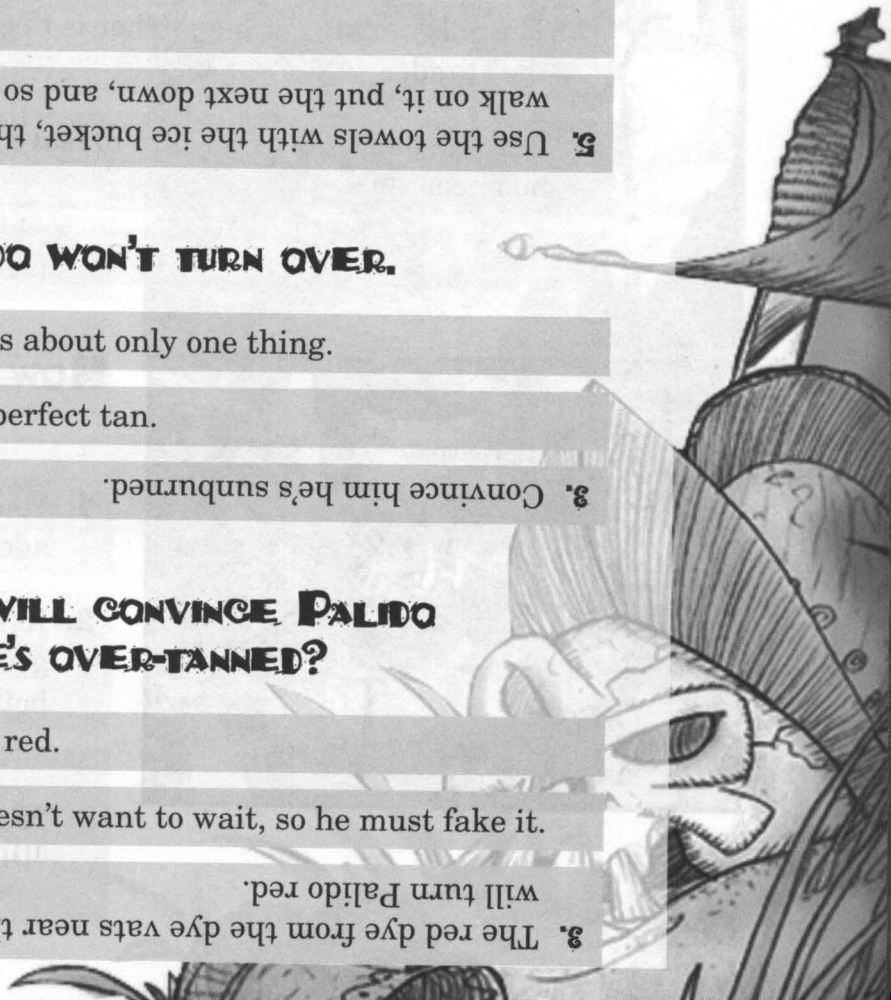 5. Use the towels with the ice bucket, th
walk on it, put the next down, and so
DO WON'T TURN OVER.
s about only one thing.
perfect tan.
3. Convince him he's sunburned.
WILL CONVINCE PALIDO
E'S OVER-TANNED?
red.
esn't want to wait, so he must fake it.
3. The red dye from the dye vats near t
will turn Palido red.